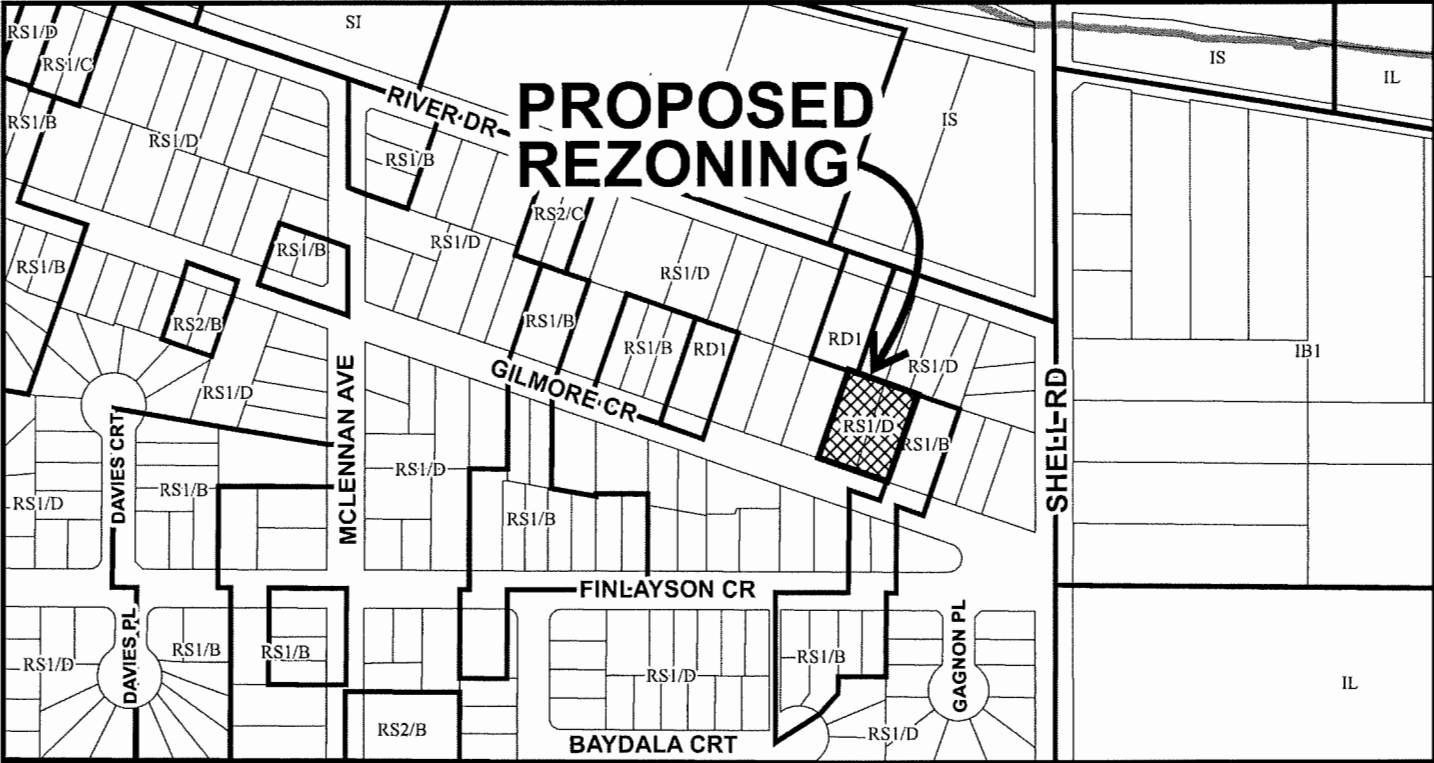 RS1/D
SI
RS1/C
IS
IL
RIVER DR
PROPOSED
REZONING
RS1/B
RS1/D
RS1/B
IS
RS2/C
RS1/D
RS1/B
RS1/B
RS1/D
RS2/B
RS1/B
RS1/B
RD1
RD1
IB1
RS1/D
RS1/D
GILMORE CR
RS1/D
RS1/B
MCLENNAN AVE
SHELL RD
DAVIES CRT
RS1/D
RS1/B
RS1/D
RS1/B
FINLAYSON CR
DAVIES PL
RS1/D
RS1/B
RS1/B
RS1/D
RS1/B
GAGNON PL
IL
RS2/B
RS1/D
BAYDALA CRT